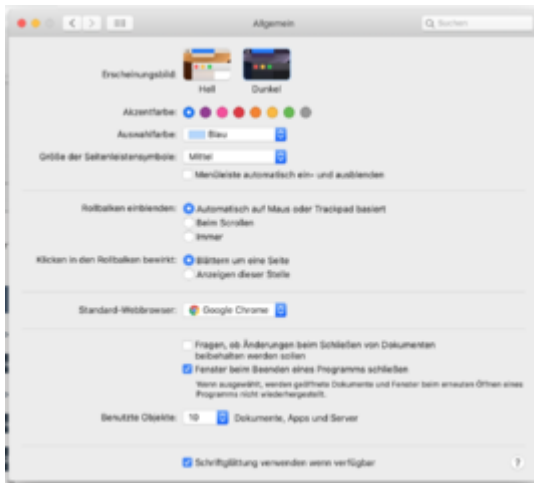 Allgemein
Suchen
Erscheinungsbild:
Hell Dunkel
Akzentfarbe:
Auswahlfarbe: Blau
Größe der Seitenleistensymbole: Mittel
Menüleiste automatisch ein- und ausblenden
Rollbalken einblenden: Automatisch auf Maus oder Trackpad basiert
Beim Scrollen
Immer
Klicken in den Rollbalken bewirkt: Blättern um eine Seite
Anzeigen dieser Stelle
Standard-Webbrowser: Google Chrome
Fragen, ob Änderungen beim Schließen von Dokumenten
beibehalten werden sollen
Fenster beim Beenden eines Programms schließen
Wenn ausgewählt, werden geöffnete Dokumente und Fenster beim erneuten Öffnen eines
Programms nicht wiederhergestellt.
Benutzte Objekte: 10 Dokumente, Apps und Server
Schriftglättung verwenden wenn verfügbar ?